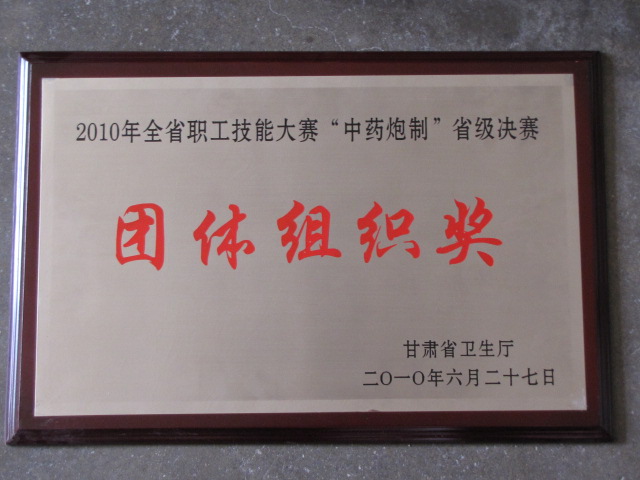 2010年全省职工技能大赛“中药炮制”省级决赛
团体组织奖
甘肃省卫生厅
二〇一〇年六月二十七日